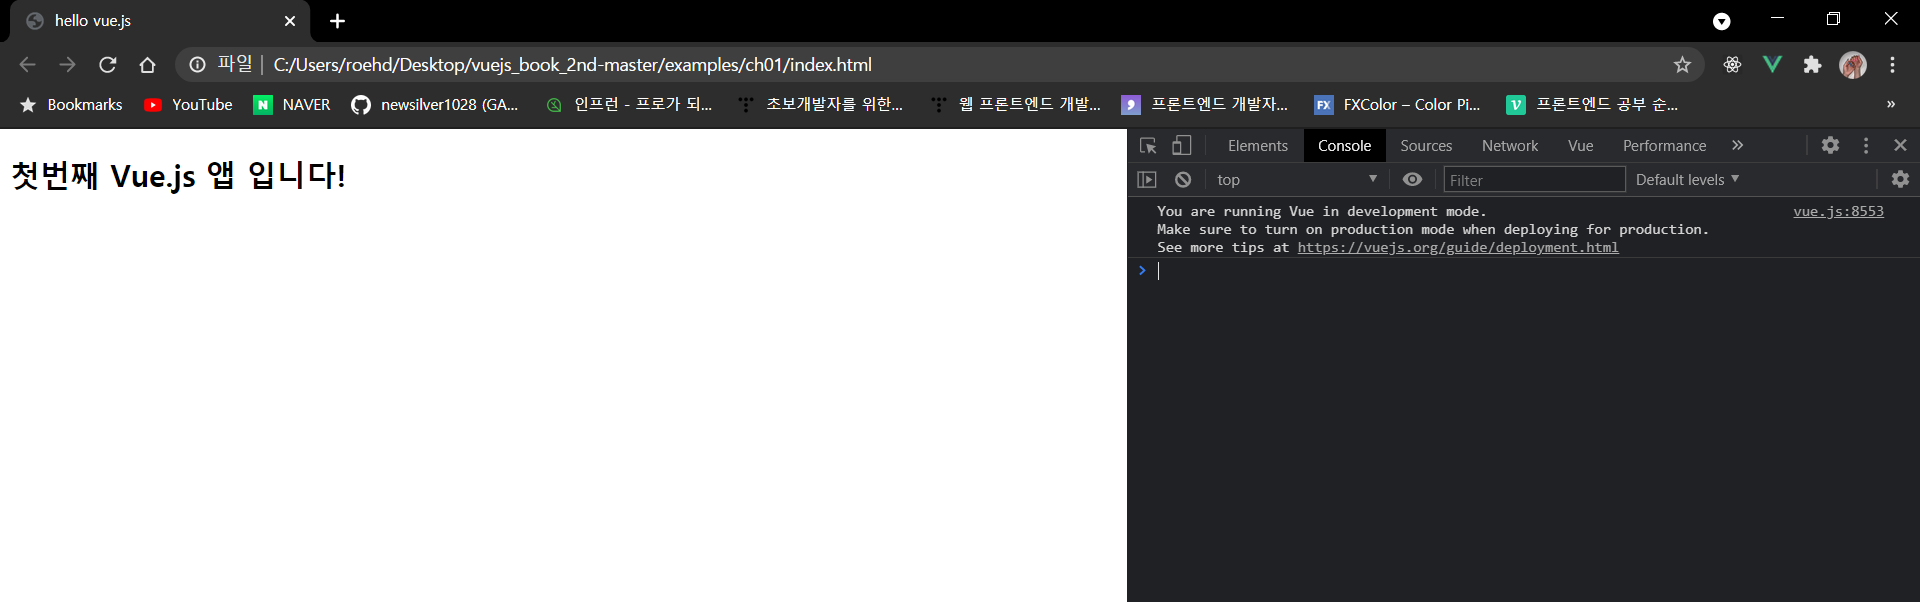 hello vue.js
파일 | C:/Users/roehd/Desktop/vuejs_book_2nd-master/examples/ch01/index.html
Bookmarks YouTube NAVER newsilver1028 (GA... 인프런 - 프로가 되... 초보개발자를 위한... 웹 프론트엔드 개발... 프론트엔드 개발자... FX FXColor – Color Pi... 프론트엔드 공부 순... »
첫번째 Vue.js 앱 입니다!
Elements Console Sources Network Vue Performance »
top Filter Default levels
You are running Vue in development mode. vue.js:8553
Make sure to turn on production mode when deploying for production.
See more tips at https://vuejs.org/guide/deployment.html